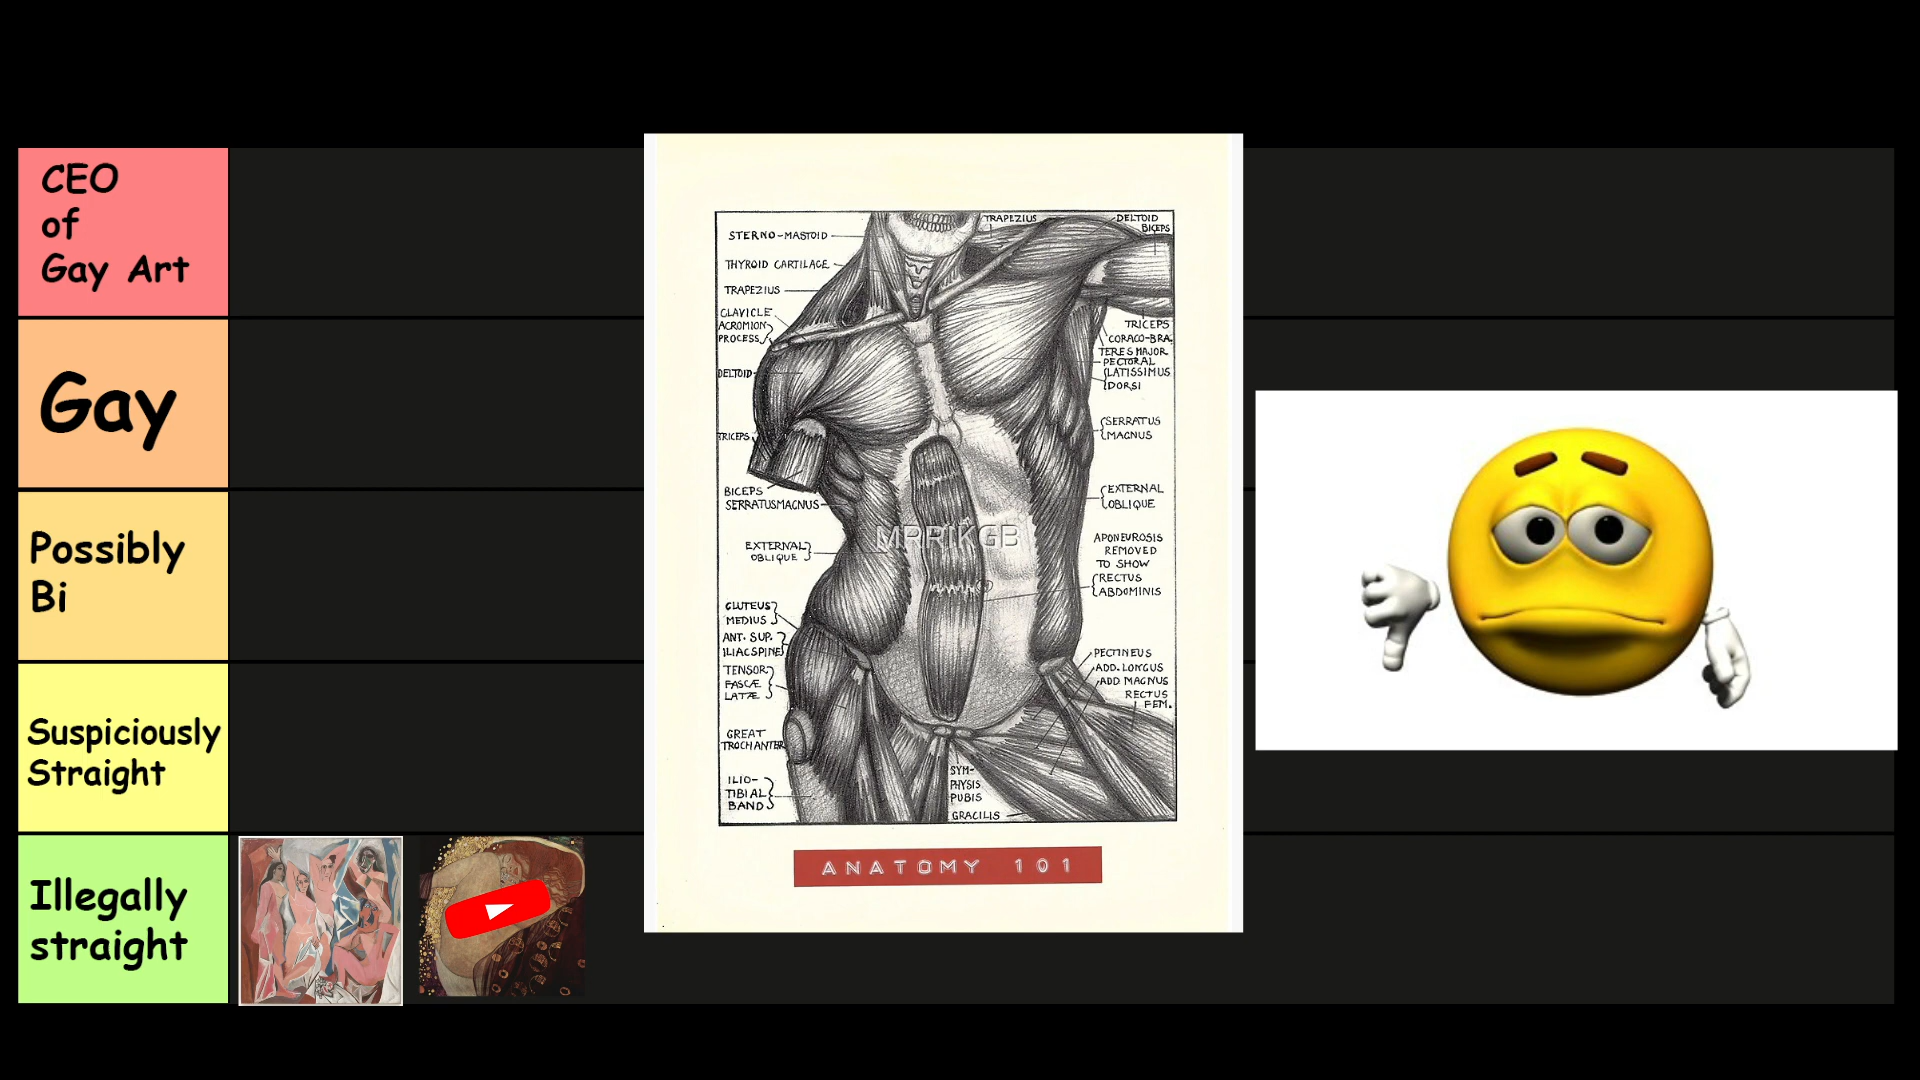 CEO
of
Gay Art
Gay
Possibly
Bi
Suspiciously
Straight
Illegally
straight
STERNO-MASTOID
THYROID CARTILAGE
TRAPEZIUS
CLAVICLE
ACROMION
PROCESS
DELTOID
TRICEPS
BICEPS
SERRATUS MAGNUS
EXTERNAL
OBLIQUE
GLUTEUS
MEDIUS
ANT. SUP.
ILIAC SPINE
TENSOR
FASCÆ
LATÆ
GREAT
TROCHANTER
ILIO-
TIBIAL
BAND
TRAPEZIUS
DELTOID
BICEPS
TRICEPS
CORACO-BRA.
TERES MAJOR
PECTORAL
LATISSIMUS
DORSI
SERRATUS
MAGNUS
EXTERNAL
OBLIQUE
APONEUROSIS
REMOVED
TO SHOW
RECTUS
ABDOMINIS
PECTINEUS
ADD. LONGUS
ADD. MAGNUS
RECTUS
FEM.
SYM-
PHYSIS
PUBIS
GRACILIS
MRRIKGB
ANATOMY 101